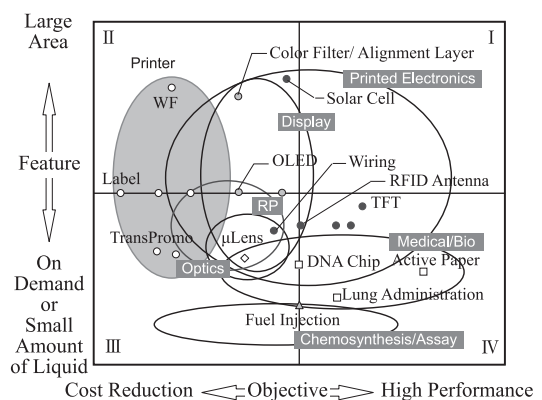 Large
Area
II
I
Color Filter/ Alignment Layer
Printer
Printed Electronics
WF
Solar Cell
Display
Feature
OLED
Wiring
Label
RFID Antenna
RP
TFT
TransPromo
μLens
Medical/Bio
On
Demand
or
Small
Amount
of Liquid
Optics
DNA Chip
Active Paper
Lung Administration
Fuel Injection
Chemosynthesis/Assay
III
IV
Cost Reduction
Objective
High Performance